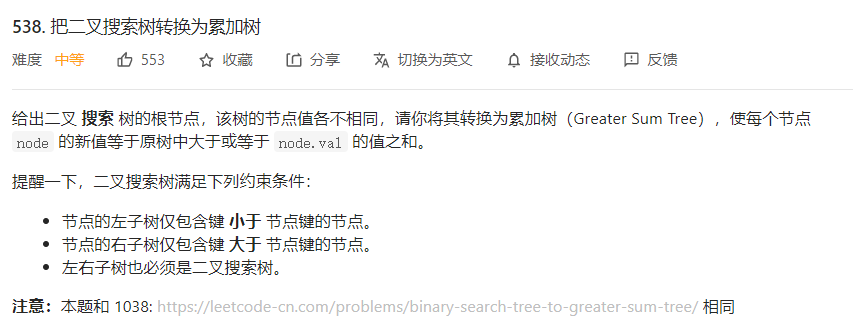 538. 把二叉搜索树转换为累加树
难度 中等 553 收藏 分享 切换为英文 接收动态 反馈
给出二叉 搜索 树的根节点，该树的节点值各不相同，请你将其转换为累加树（Greater Sum Tree），使每个节点
node 的新值等于原树中大于或等于 node.val 的值之和。
提醒一下，二叉搜索树满足下列约束条件：
• 节点的左子树仅包含键 小于 节点键的节点。
• 节点的右子树仅包含键 大于 节点键的节点。
• 左右子树也必须是二叉搜索树。
注意：本题和 1038: https://leetcode-cn.com/problems/binary-search-tree-to-greater-sum-tree/ 相同